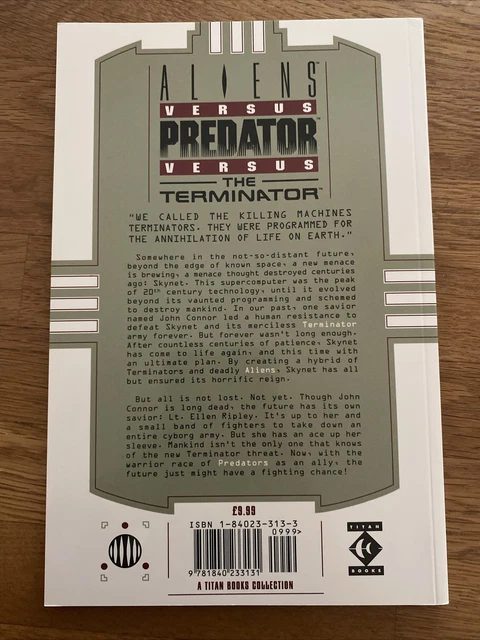 ALIENS™
VERSUS
PREDATOR™
VERSUS
THE
TERMINATOR™
"WE CALLED THE KILLING MACHINES
TERMINATORS. THEY WERE PROGRAMMED FOR
THE ANNIHILATION OF LIFE ON EARTH."
Somewhere in the not-so-distant future,
beyond the edge of known space, a new menace
is brewing, a menace thought destroyed centuries
ago: Skynet. This supercomputer was the peak
of 20th century technology, until it evolved
beyond its vaunted programming and schemed
to destroy mankind. In our past, one savior
named John Connor led a human resistance to
defeat Skynet and its merciless Terminator
army forever. But forever wasn't long enough.
After countless centuries of patience, Skynet
has come to life again, and this time with
an ultimate plan. By creating a hybrid of
Terminators and deadly Aliens, Skynet has all
but ensured its horrific reign.
But all is not lost. Not yet. Though John
Connor is long dead, the future has its own
savior: Lt. Ellen Ripley. It's up to her and
a small band of fighters to take down an
entire cyborg army. But she has an ace up her
sleeve. Mankind isn't the only one that knows
of the new Terminator threat. Now, with the
warrior race of Predators as an ally, the
future just might have a fighting chance!
£9.99
ISBN 1-84023-313-3
0999>
9 781840 233131
A TITAN BOOKS COLLECTION
TITAN
BOOKS